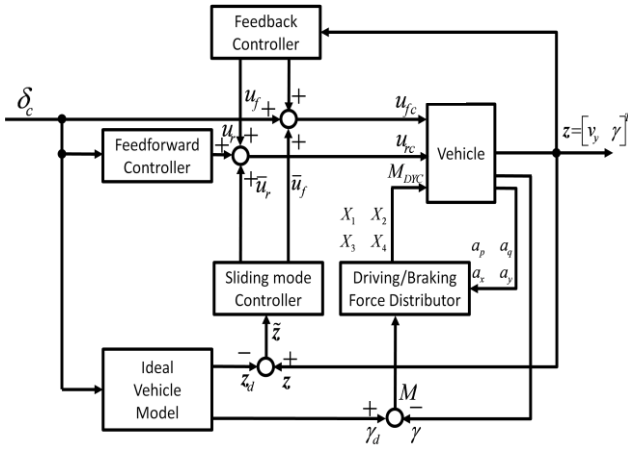 Feedback
Controller
δc
uf + +
ufc
z=[vy γ]T
Feedforward
Controller
ur +
+
+
urc
Vehicle
+ ūr
ūf
MDYC
X1 X2
X3 X4
ap aq
ax ay
Sliding mode
Controller
Driving/Braking
Force Distributor
z̃
Ideal
Vehicle
Model
− +
zd z
M
+ −
γd γ